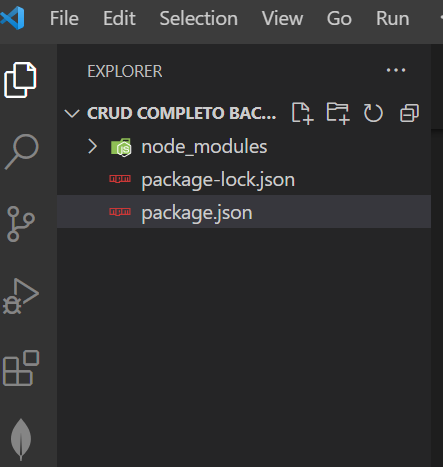 File Edit Selection View Go Run
EXPLORER
CRUD COMPLETO BAC...
node_modules
package-lock.json
package.json